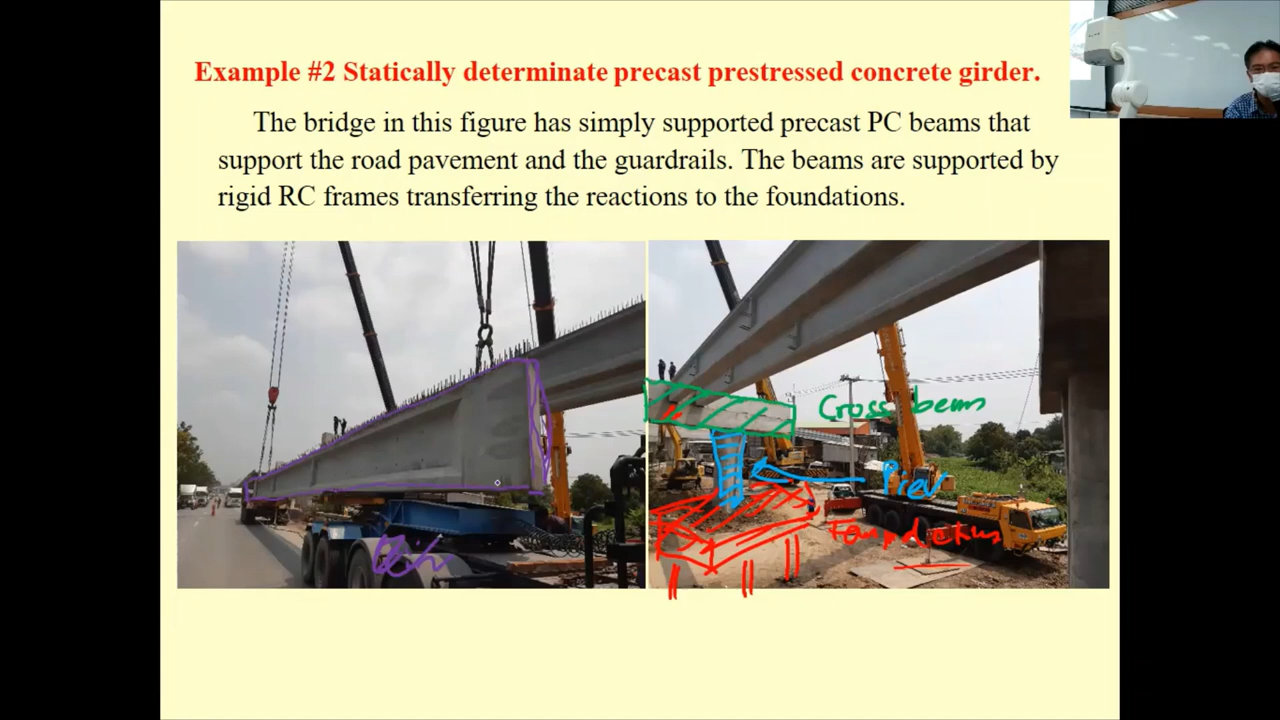 Example #2 Statically determinate precast prestressed concrete girder.
The bridge in this figure has simply supported precast PC beams that
support the road pavement and the guardrails. The beams are supported by
rigid RC frames transferring the reactions to the foundations.
Cross beam
Pier